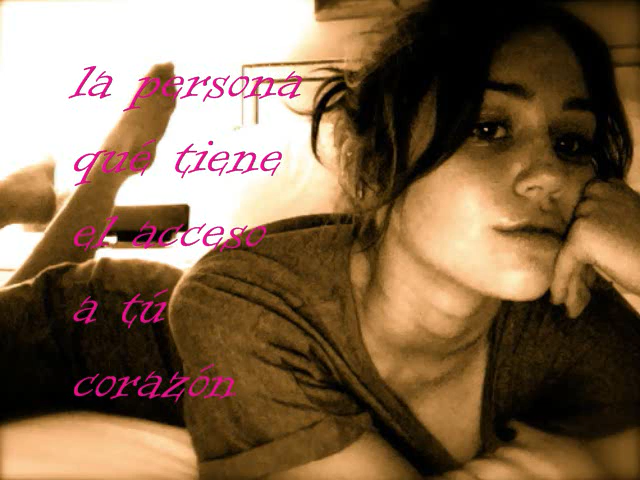 la persona
qué tiene
el acceso
a tú
corazón